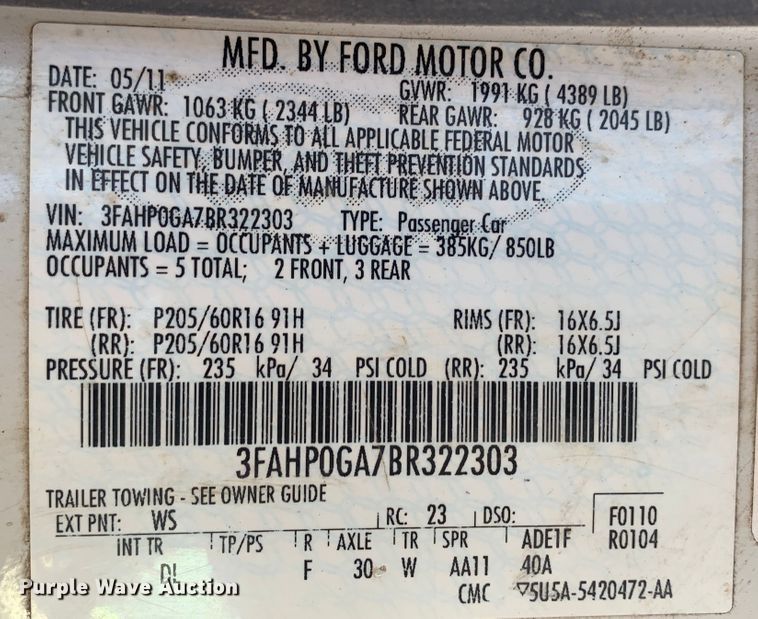 MFD. BY FORD MOTOR CO.
DATE: 05/11 GVWR: 1991 KG ( 4389 LB)
FRONT GAWR: 1063 KG ( 2344 LB) REAR GAWR: 928 KG ( 2045 LB)
THIS VEHICLE CONFORMS TO ALL APPLICABLE FEDERAL MOTOR
VEHICLE SAFETY, BUMPER, AND THEFT PREVENTION STANDARDS
IN EFFECT ON THE DATE OF MANUFACTURE SHOWN ABOVE.
VIN: 3FAHP0GA7BR322303 TYPE: Passenger Car
MAXIMUM LOAD = OCCUPANTS + LUGGAGE = 385KG/ 850LB
OCCUPANTS = 5 TOTAL; 2 FRONT, 3 REAR
TIRE (FR): P205/60R16 91H RIMS (FR): 16X6.5J
(RR): P205/60R16 91H (RR): 16X6.5J
PRESSURE (FR): 235 kPa/ 34 PSI COLD (RR): 235 kPa/ 34 PSI COLD
3FAHP0GA7BR322303
TRAILER TOWING - SEE OWNER GUIDE
EXT PNT: WS RC: 23 DSO: F0110
INT TR TP/PS R AXLE TR SPR ADE1F R0104
DL F 30 W AA11 40A
CMC ▽5U5A-5420472-AA
Purple Wave Auction